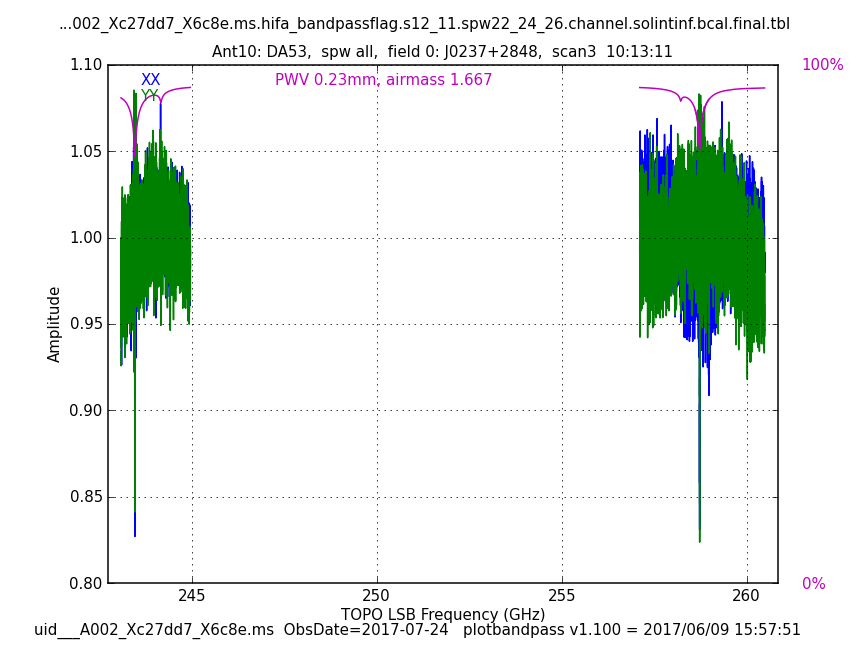 ...002_Xc27dd7_X6c8e.ms.hifa_bandpassflag.s12_11.spw22_24_26.channel.solintinf.bcal.final.tbl
Ant10: DA53,  spw all,  field 0: J0237+2848,  scan3  10:13:11
1.10
100%
XX
PWV 0.23mm, airmass 1.667
YY
1.05
1.00
0.95
Amplitude
0.90
0.85
0.80
0%
245
250
255
260
TOPO LSB Frequency (GHz)
uid___A002_Xc27dd7_X6c8e.ms  ObsDate=2017-07-24   plotbandpass v1.100 = 2017/06/09 15:57:51